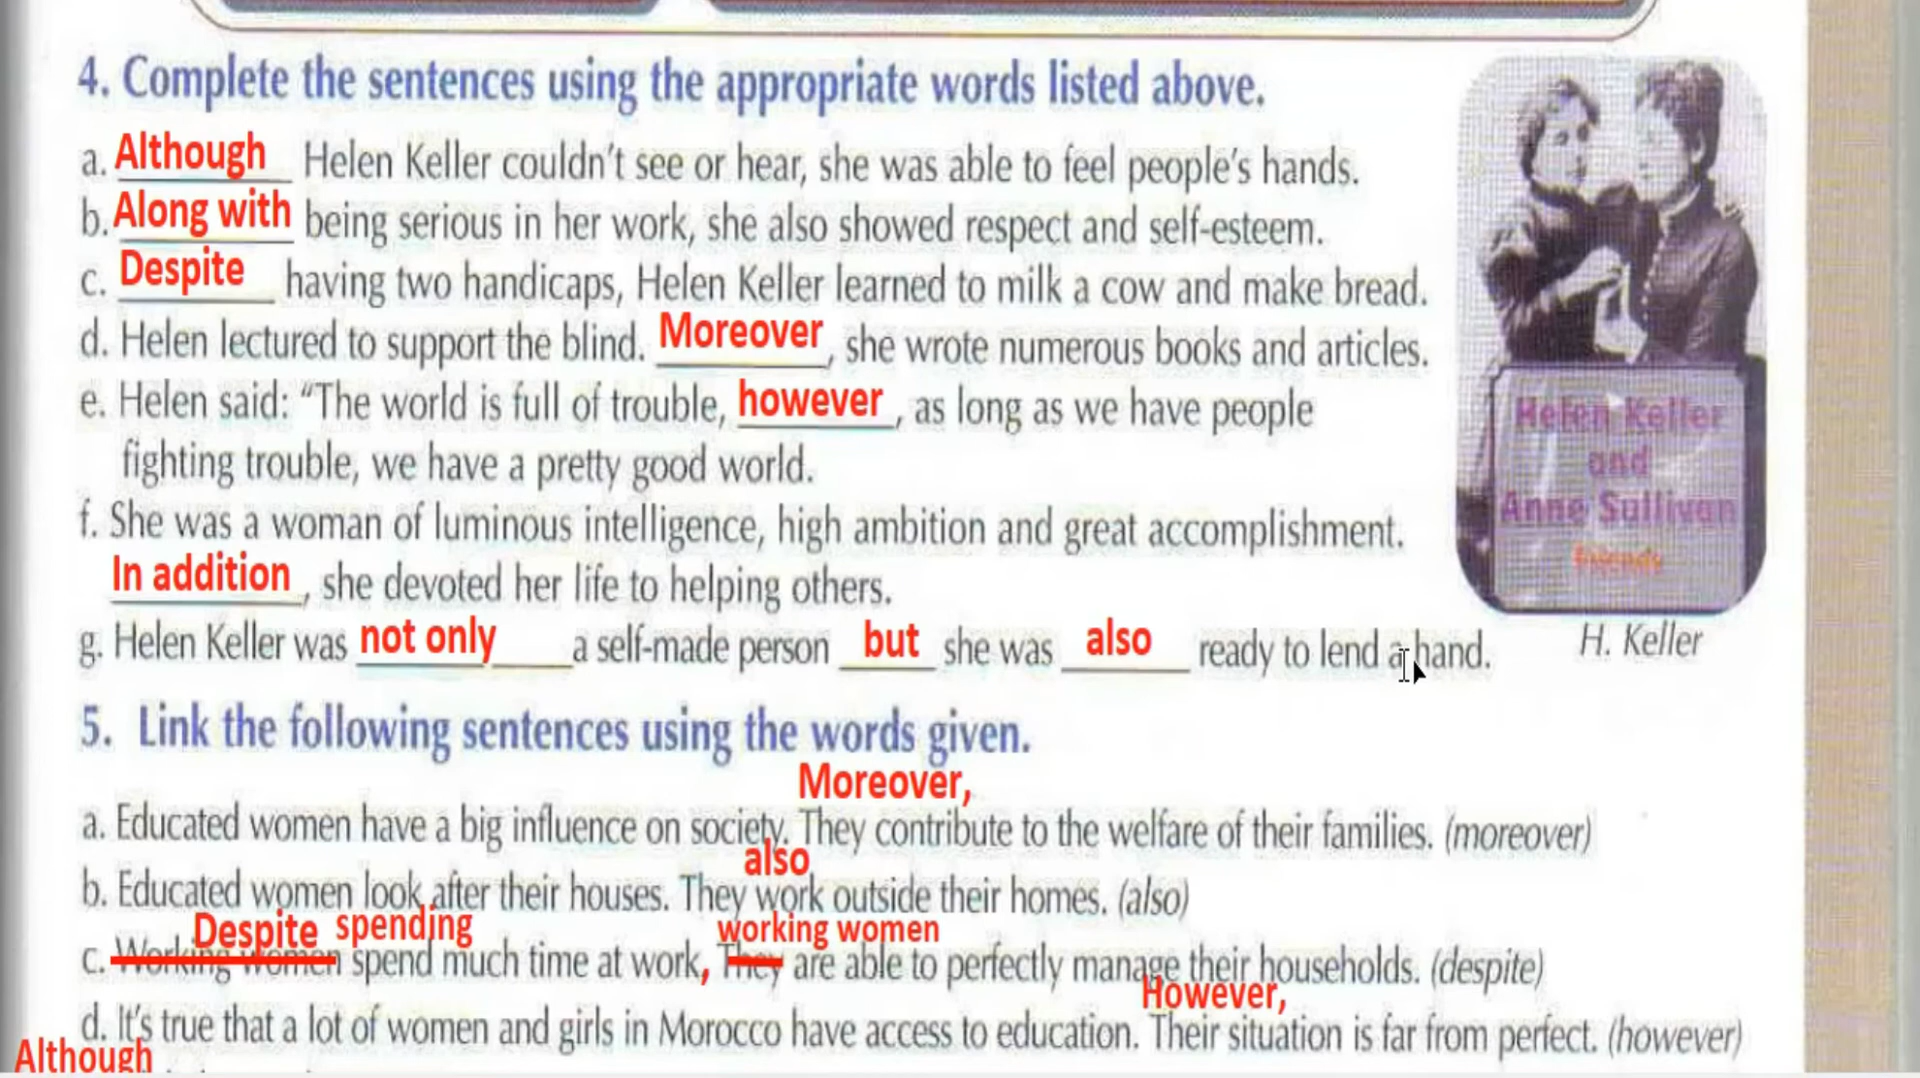 4. Complete the sentences using the appropriate words listed above.
a. Although Helen Keller couldn't see or hear, she was able to feel people's hands.
b. Along with being serious in her work, she also showed respect and self-esteem.
c. Despite having two handicaps, Helen Keller learned to milk a cow and make bread.
d. Helen lectured to support the blind. Moreover, she wrote numerous books and articles.
e. Helen said: "The world is full of trouble, however, as long as we have people
fighting trouble, we have a pretty good world.
f. She was a woman of luminous intelligence, high ambition and great accomplishment.
In addition, she devoted her life to helping others.
g. Helen Keller was not only a self-made person but she was also ready to lend a hand.
Helen Keller
and
Anne Sullivan
Friends
H. Keller
5. Link the following sentences using the words given.
Moreover,
a. Educated women have a big influence on society. They contribute to the welfare of their families. (moreover)
also
b. Educated women look after their houses. They work outside their homes. (also)
Despite spending working women
c. Working women spend much time at work, They are able to perfectly manage their households. (despite)
However,
d. It's true that a lot of women and girls in Morocco have access to education. Their situation is far from perfect. (however)
Although